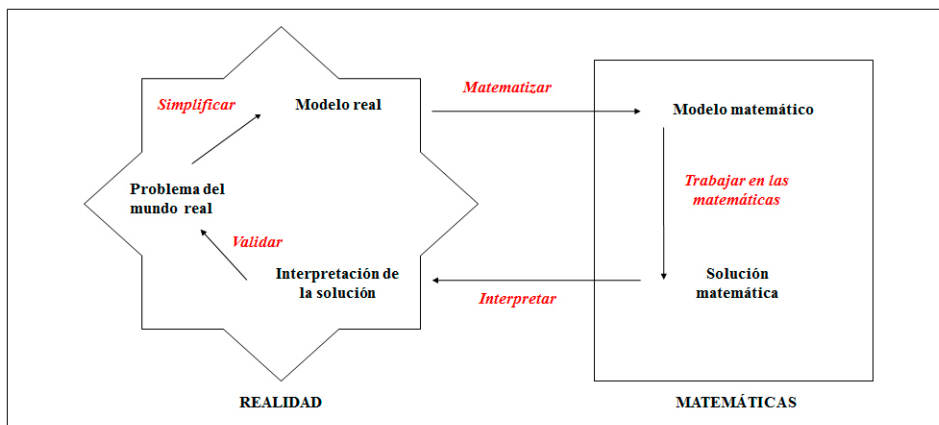 Simplificar
Modelo real
Matematizar
Modelo matemático
Problema del
mundo real
Trabajar en las
matemáticas
Validar
Interpretación de
la solución
Interpretar
Solución
matemática
REALIDAD
MATEMÁTICAS